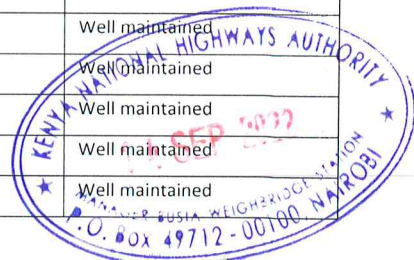 Well maintained
Well maintained
Well maintained
Well maintained
Well maintained
KENYA NATIONAL HIGHWAYS AUTHORITY
SEP
MANAGER BUSIA WEIGHBRIDGE STATION
P.O. BOX 49712 - 00100, NAIROBI